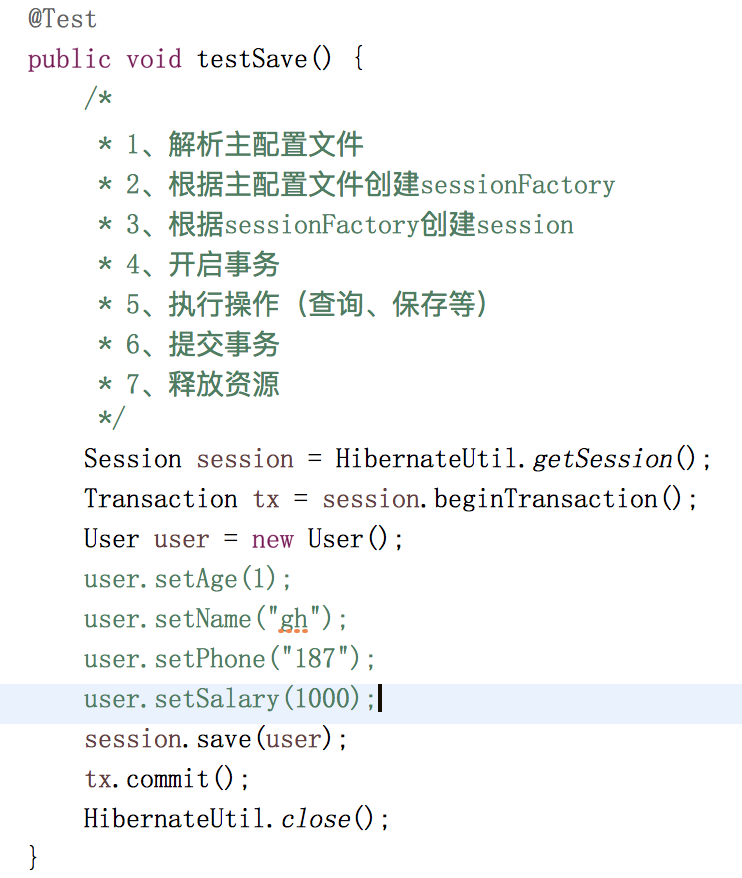 @Test
public void testSave() {
/*
* 1、解析主配置文件
* 2、根据主配置文件创建sessionFactory
* 3、根据sessionFactory创建session
* 4、开启事务
* 5、执行操作（查询、保存等）
* 6、提交事务
* 7、释放资源
*/
Session session = HibernateUtil.getSession();
Transaction tx = session.beginTransaction();
User user = new User();
user.setAge(1);
user.setName("gh");
user.setPhone("187");
user.setSalary(1000);
session.save(user);
tx.commit();
HibernateUtil.close();
}